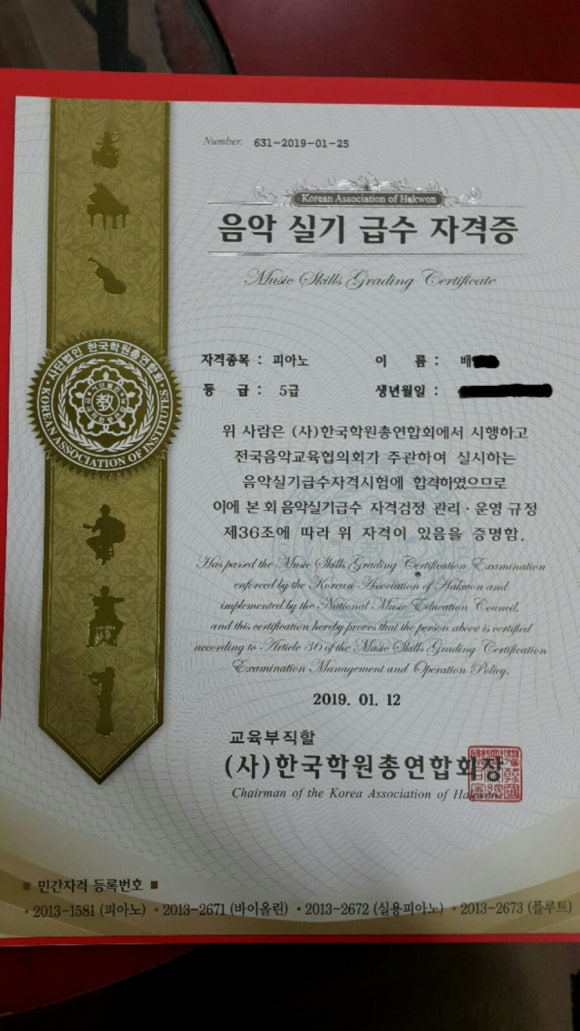 Number. 631-2019-01-25
Korean Association of Hakwon
음악 실기 급수 자격증
Music Skills Grading Certificate
자격종목 : 피아노 이 름 : 배
등 급 : 5급 생년월일 :
사단법인 한국학원총연합회
敎
KOREAN ASSOCIATION OF INSTITUTES
위 사람은 (사)한국학원총연합회에서 시행하고
전국음악교육협의회가 주관하여 실시하는
음악실기급수자격시험에 합격하였으므로
이에 본 회 음악실기급수 자격검정 관리·운영 규정
제36조에 따라 위 자격이 있음을 증명함.
Has passed the Music Skills Grading Certification Examination
enforced by the Korean Association of Hakwon and
implemented by the National Music Education Council,
and this certification hereby proves that the person above is certified
according to Article 36 of the Music Skills Grading Certification
Examination Management and Operation Policy.
2019. 01. 12
교육부직할
(사)한국학원총연합회장
Chairman of the Korea Association of Hakwon
■ 민간자격 등록번호 ■
· 2013-1581 (피아노) · 2013-2671 (바이올린) · 2013-2672 (실용피아노) · 2013-2673 (플루트)